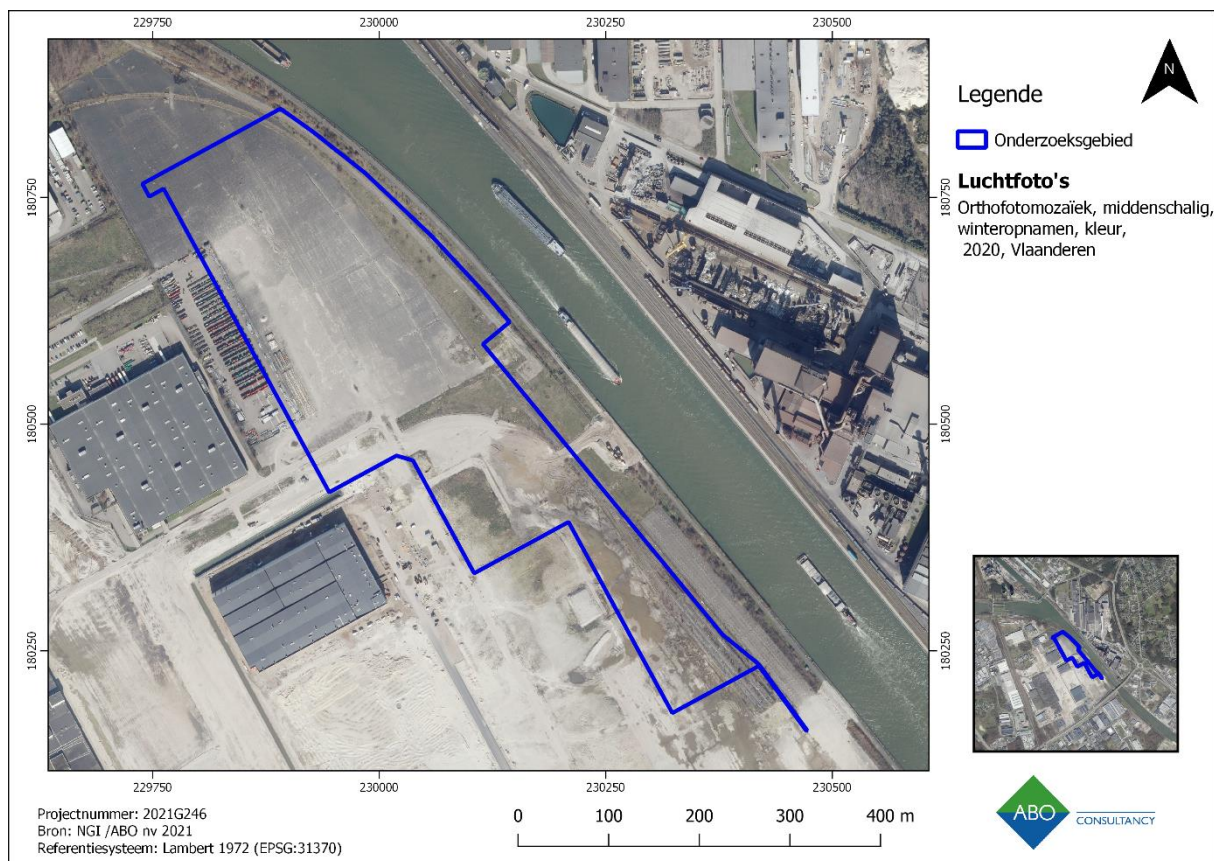 229750 230000 230250 230500
N
Legende
Onderzoeksgebied
Luchtfoto's
Orthofotomozaïek, middenschalig,
winteropnamen, kleur,
2020, Vlaanderen
180750 180750
180500 180500
180250 180250
229750 230000 230250 230500
Projectnummer: 2021G246
Bron: NGI /ABO nv 2021
Referentiesysteem: Lambert 1972 (EPSG:31370)
0 100 200 300 400 m
ABO CONSULTANCY